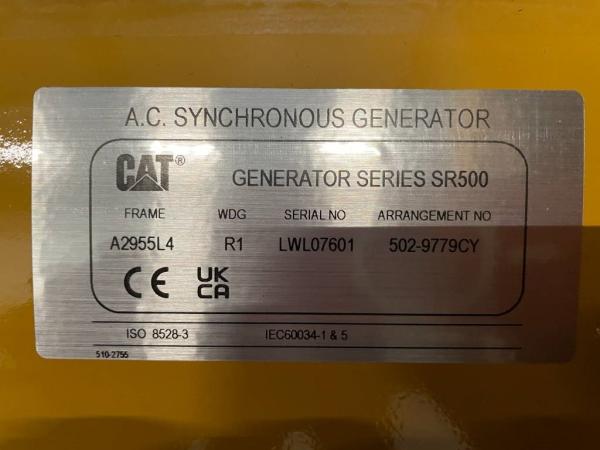 A.C. SYNCHRONOUS GENERATOR
CAT® GENERATOR SERIES SR500
FRAME WDG SERIAL NO ARRANGEMENT NO
A2955L4 R1 LWL07601 502-9779CY
CE UK
CA
ISO 8528-3 IEC60034-1 & 5
510-2755